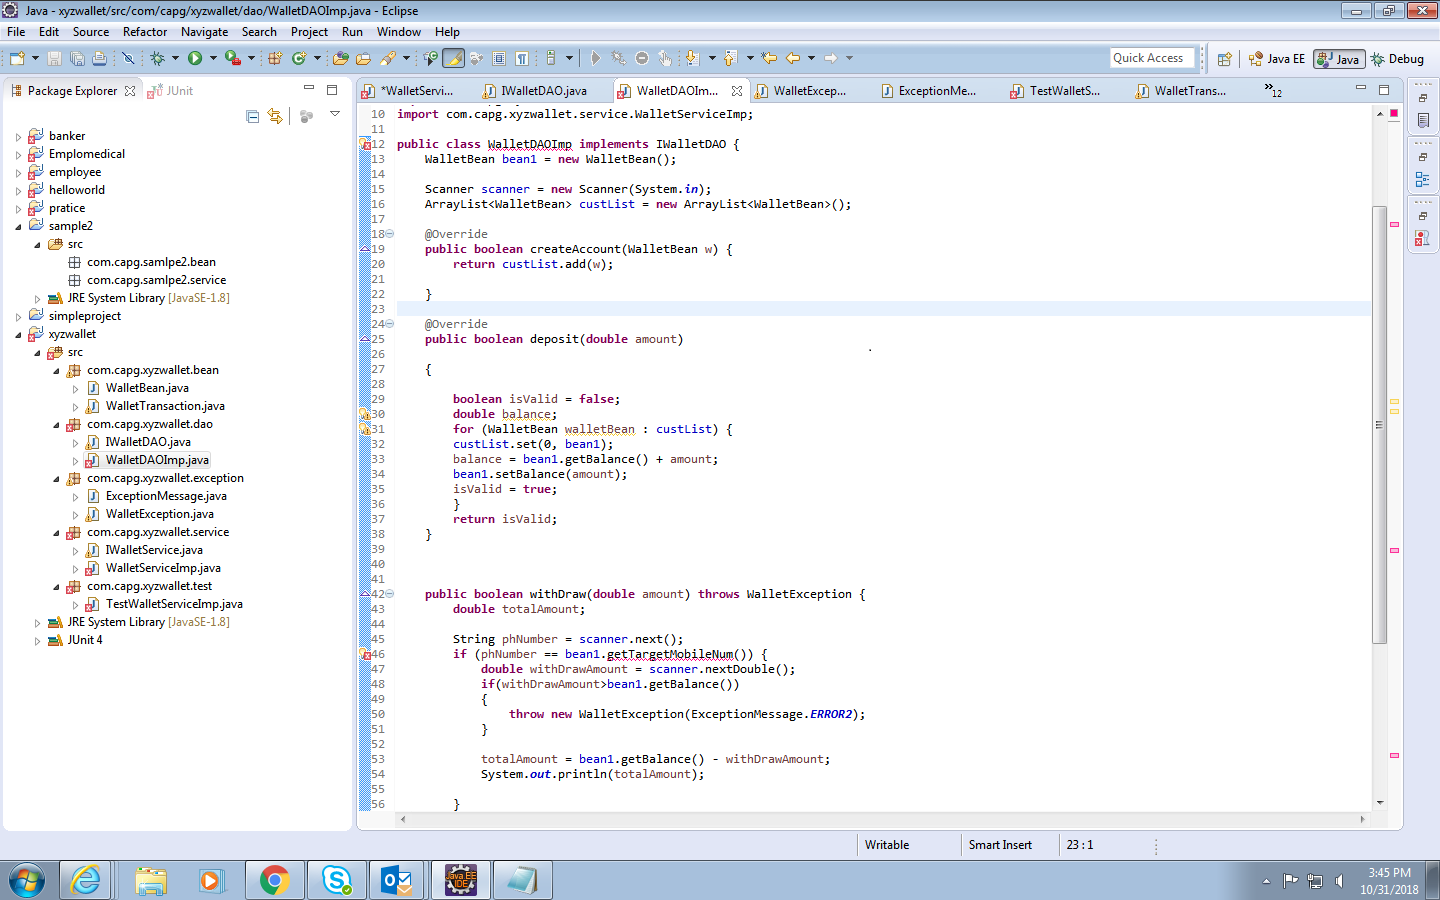 Java - xyzwallet/src/com/capg/xyzwallet/dao/WalletDAOImp.java - Eclipse
File Edit Source Refactor Navigate Search Project Run Window Help
Quick Access Java EE Java Debug
Package Explorer JUnit
*WalletServi... IWalletDAO.java WalletDAOIm... WalletExcep... ExceptionMe... TestWalletS... WalletTrans... »12
banker
Emplomedical
employee
helloworld
pratice
sample2
src
com.capg.samlpe2.bean
com.capg.samlpe2.service
JRE System Library [JavaSE-1.8]
simpleproject
xyzwallet
src
com.capg.xyzwallet.bean
WalletBean.java
WalletTransaction.java
com.capg.xyzwallet.dao
IWalletDAO.java
WalletDAOImp.java
com.capg.xyzwallet.exception
ExceptionMessage.java
WalletException.java
com.capg.xyzwallet.service
IWalletService.java
WalletServiceImp.java
com.capg.xyzwallet.test
TestWalletServiceImp.java
JRE System Library [JavaSE-1.8]
JUnit 4
10 import com.capg.xyzwallet.service.WalletServiceImp;
11
12 public class WalletDAOImp implements IWalletDAO {
13 WalletBean bean1 = new WalletBean();
14
15 Scanner scanner = new Scanner(System.in);
16 ArrayList<WalletBean> custList = new ArrayList<WalletBean>();
17
18 @Override
19 public boolean createAccount(WalletBean w) {
20 return custList.add(w);
21
22 }
23
24 @Override
25 public boolean deposit(double amount)
26
27 {
28
29 boolean isValid = false;
30 double balance;
31 for (WalletBean walletBean : custList) {
32 custList.set(0, bean1);
33 balance = bean1.getBalance() + amount;
34 bean1.setBalance(amount);
35 isValid = true;
36 }
37 return isValid;
38 }
39
40
41
42 public boolean withDraw(double amount) throws WalletException {
43 double totalAmount;
44
45 String phNumber = scanner.next();
46 if (phNumber == bean1.getTargetMobileNum()) {
47 double withDrawAmount = scanner.nextDouble();
48 if(withDrawAmount>bean1.getBalance())
49 {
50 throw new WalletException(ExceptionMessage.ERROR2);
51 }
52
53 totalAmount = bean1.getBalance() - withDrawAmount;
54 System.out.println(totalAmount);
55
56 }
Writable Smart Insert 23 : 1
Java EE
IDE
3:45 PM
10/31/2018